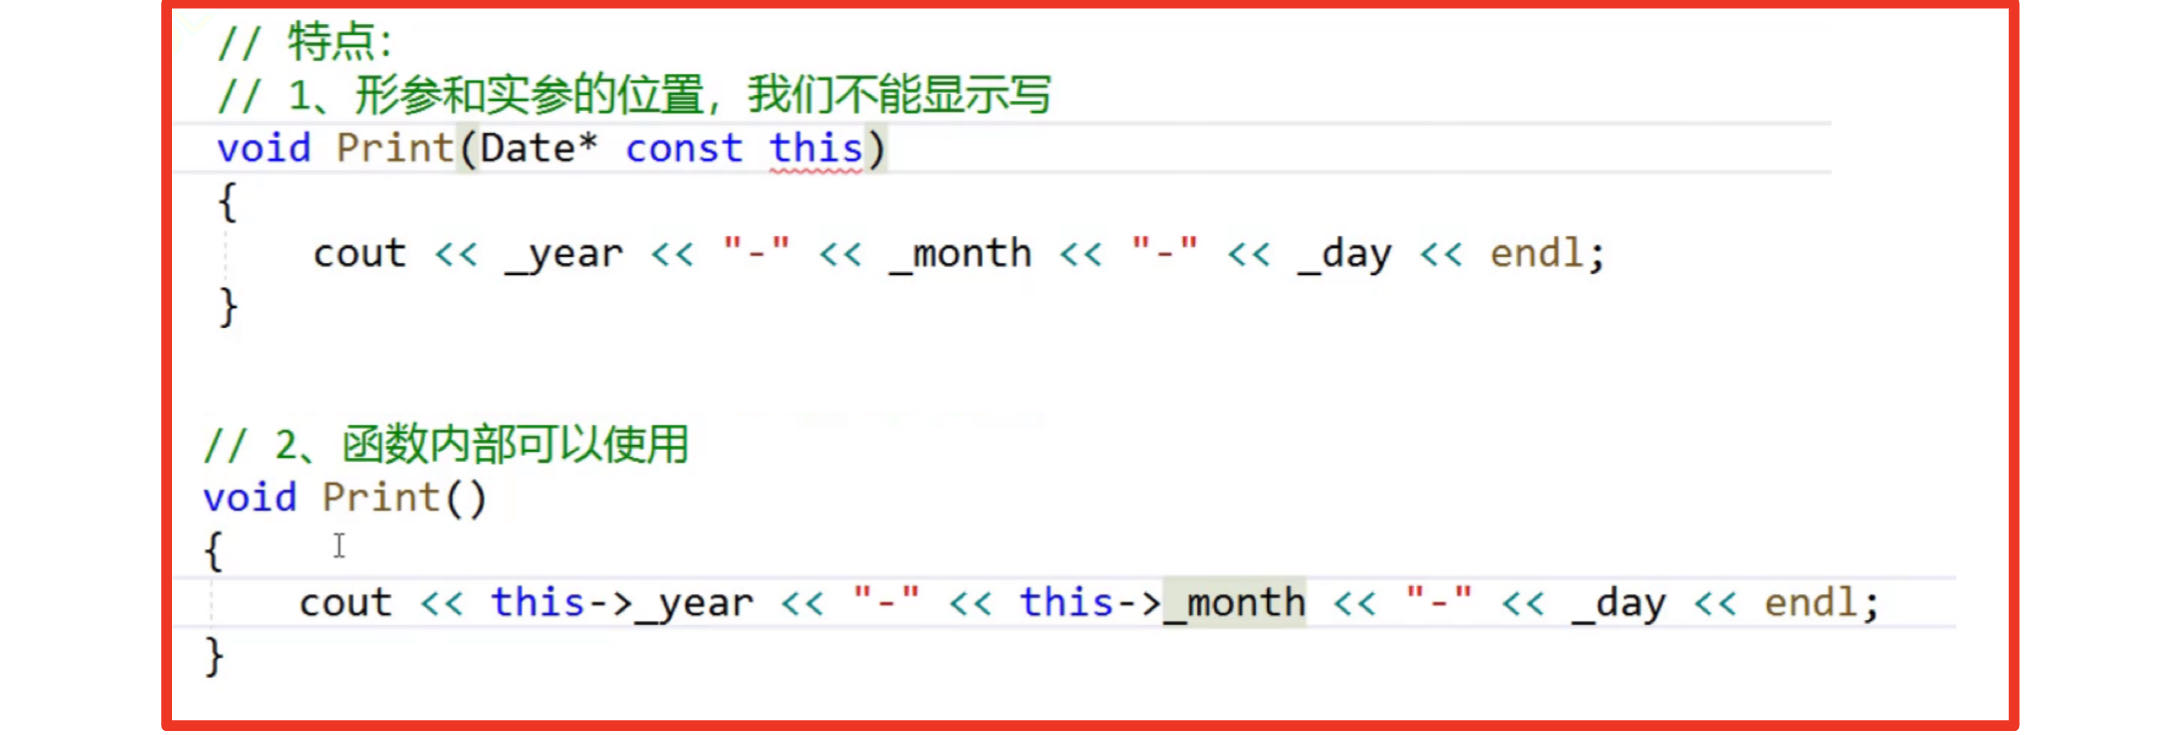 // 特点：
// 1、形参和实参的位置，我们不能显示写
void Print(Date* const this)
{
    cout << _year << "-" << _month << "-" << _day << endl;
}
// 2、函数内部可以使用
void Print()
{
    cout << this->_year << "-" << this->_month << "-" << _day << endl;
}